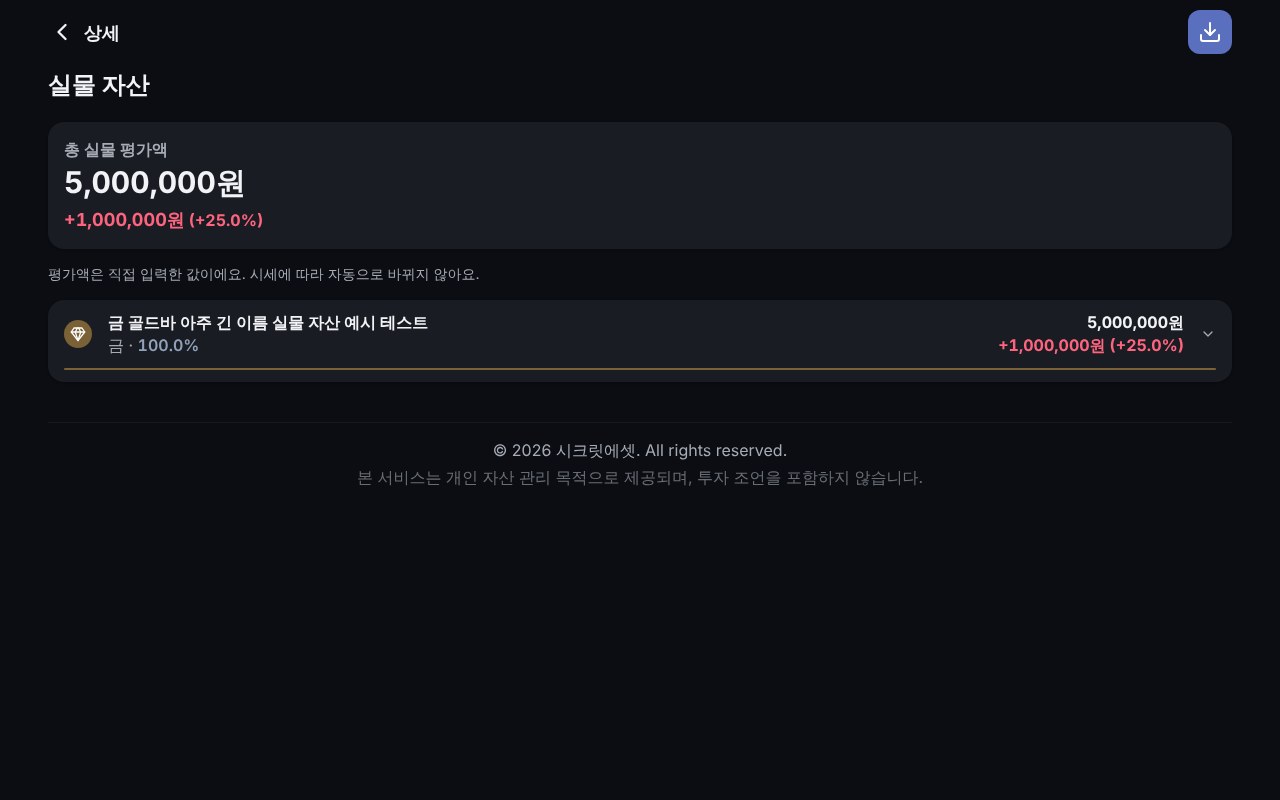 상세
실물 자산
총 실물 평가액
5,000,000원
+1,000,000원 (+25.0%)
평가액은 직접 입력한 값이에요. 시세에 따라 자동으로 바뀌지 않아요.
금 골드바 아주 긴 이름 실물 자산 예시 테스트
5,000,000원
금 · 100.0%
+1,000,000원 (+25.0%)
© 2026 시크릿에셋. All rights reserved.
본 서비스는 개인 자산 관리 목적으로 제공되며, 투자 조언을 포함하지 않습니다.